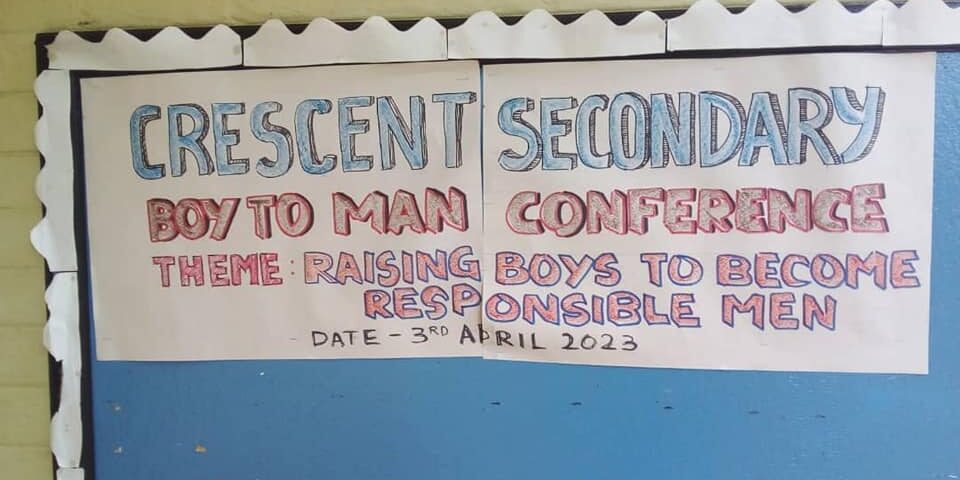 CRESCENT SECONDARY
BOY TO MAN CONFERENCE
THEME: RAISING BOYS TO BECOME
RESPONSIBLE MEN
DATE - 3RD APRIL 2023